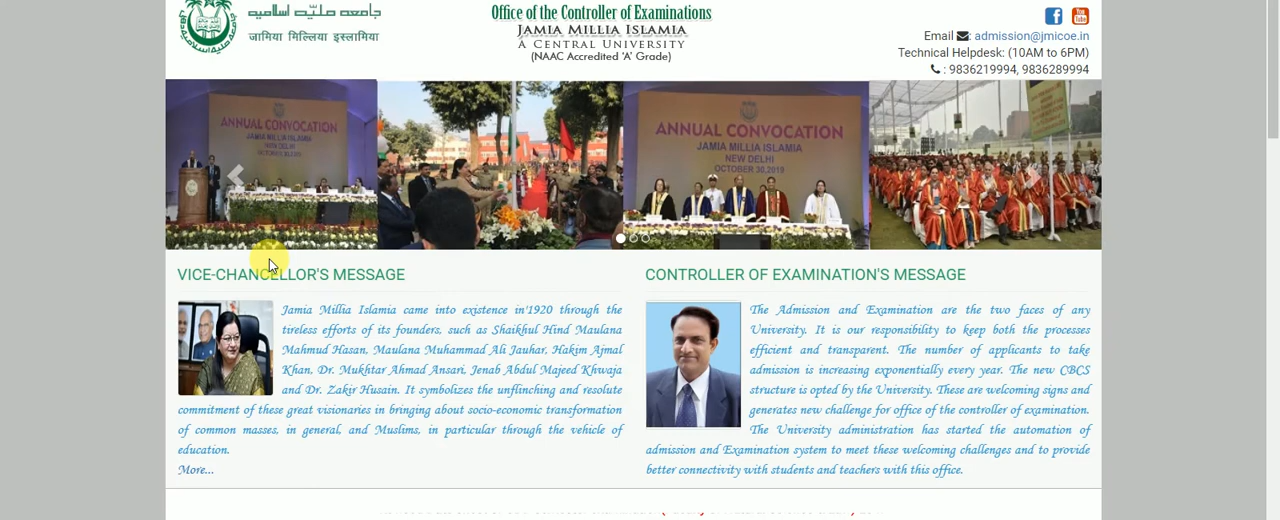 جامعہ ملیہ اسلامیہ
जामिया मिल्लिया इस्लामिया
Office of the Controller of Examinations
JAMIA MILLIA ISLAMIA
A CENTRAL UNIVERSITY
(NAAC Accredited 'A' Grade)
You Tube
Email : admission@jmicoe.in
Technical Helpdesk: (10AM to 6PM)
: 9836219994, 9836289994
ANNUAL CONVOCATION
JAMIA MILLIA ISLAMIA
NEW DELHI
ANNUAL CONVOCATION
JAMIA MILLIA ISLAMIA
NEW DELHI
OCTOBER 30,2019
VICE-CHANCELLOR'S MESSAGE
Jamia Millia Islamia came into existence in'1920 through the
tireless efforts of its founders, such as Shaikhul Hind Maulana
Mahmud Hasan, Maulana Muhammad Ali Jauhar, Hakim Ajmal
Khan, Dr. Mukhtar Ahmad Ansari, Jenab Abdul Majeed Khwaja
and Dr. Zakir Husain. It symbolizes the unflinching and resolute
commitment of these great visionaries in bringing about socio-economic transformation
of common masses, in general, and Muslims, in particular through the vehicle of
education.
More...
CONTROLLER OF EXAMINATION'S MESSAGE
The Admission and Examination are the two faces of any
University. It is our responsibility to keep both the processes
efficient and transparent. The number of applicants to take
admission is increasing exponentially every year. The new CBCS
structure is opted by the University. These are welcoming signs and
generates new challenge for office of the controller of examination.
The University administration has started the automation of
admission and Examination system to meet these welcoming challenges and to provide
better connectivity with students and teachers with this office.